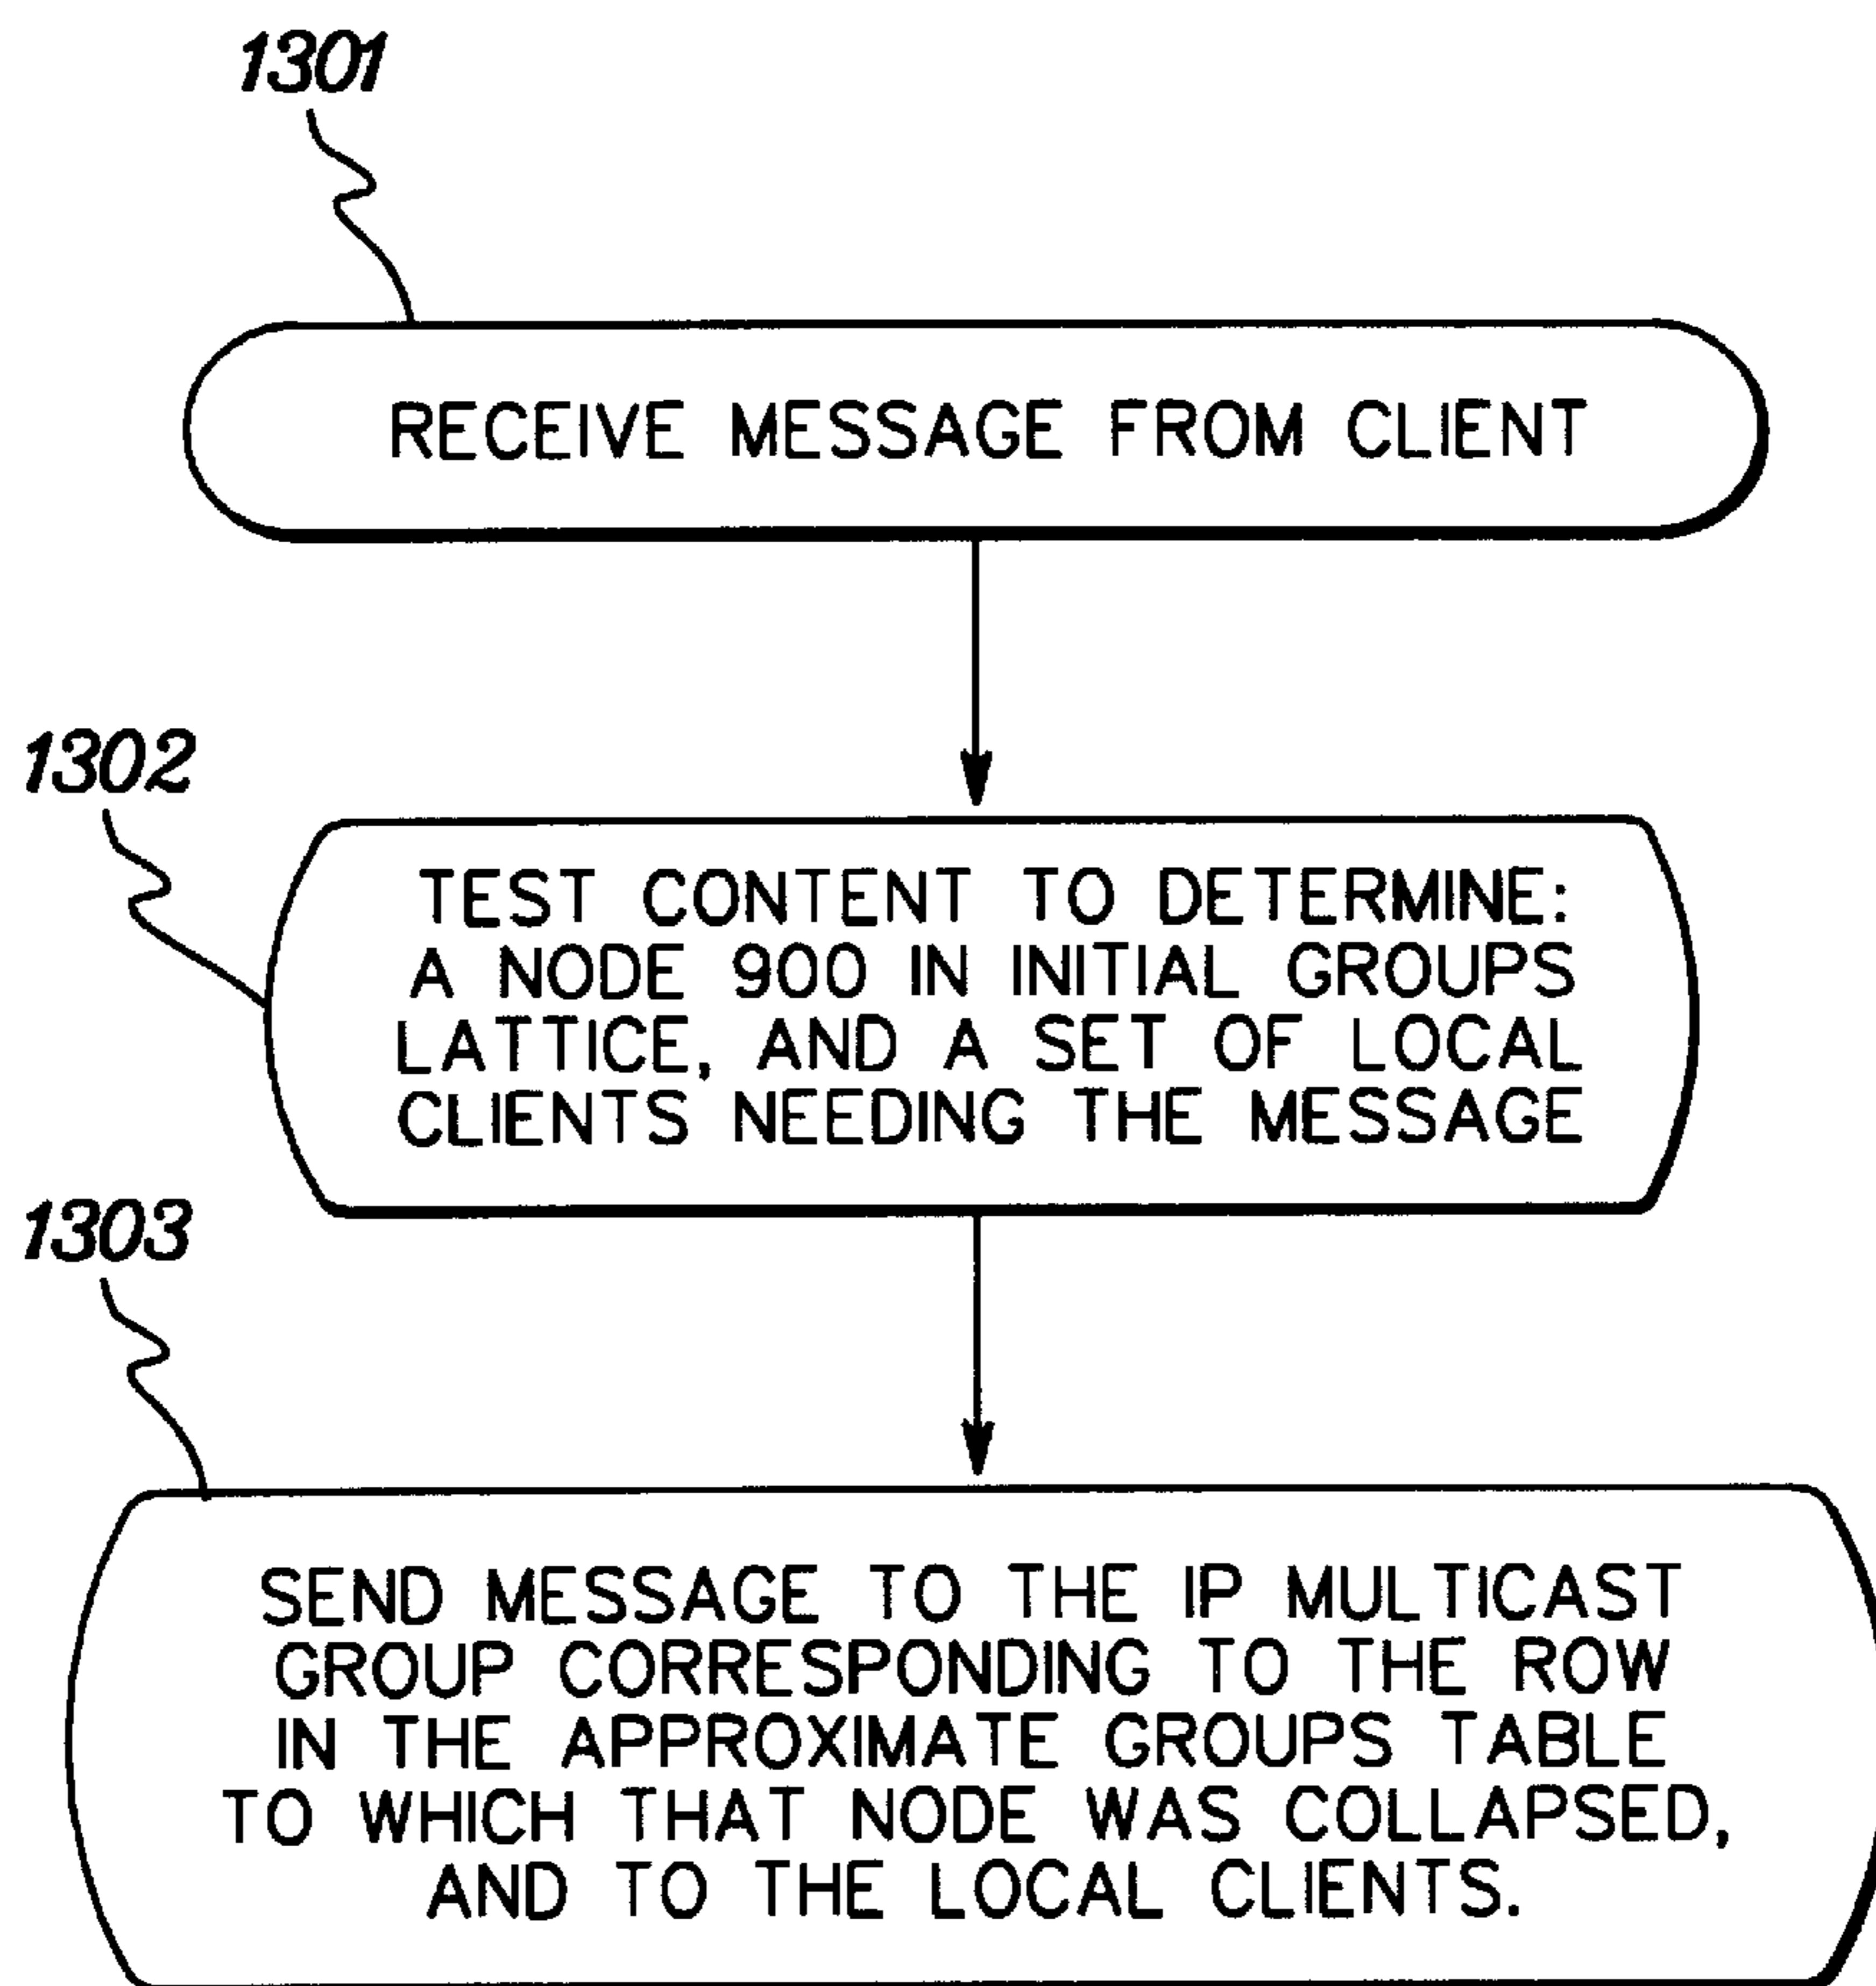 1301
RECEIVE MESSAGE FROM CLIENT
1302
TEST CONTENT TO DETERMINE:
A NODE 900 IN INITIAL GROUPS
LATTICE, AND A SET OF LOCAL
CLIENTS NEEDING THE MESSAGE
1303
SEND MESSAGE TO THE IP MULTICAST
GROUP CORRESPONDING TO THE ROW
IN THE APPROXIMATE GROUPS TABLE
TO WHICH THAT NODE WAS COLLAPSED,
AND TO THE LOCAL CLIENTS.